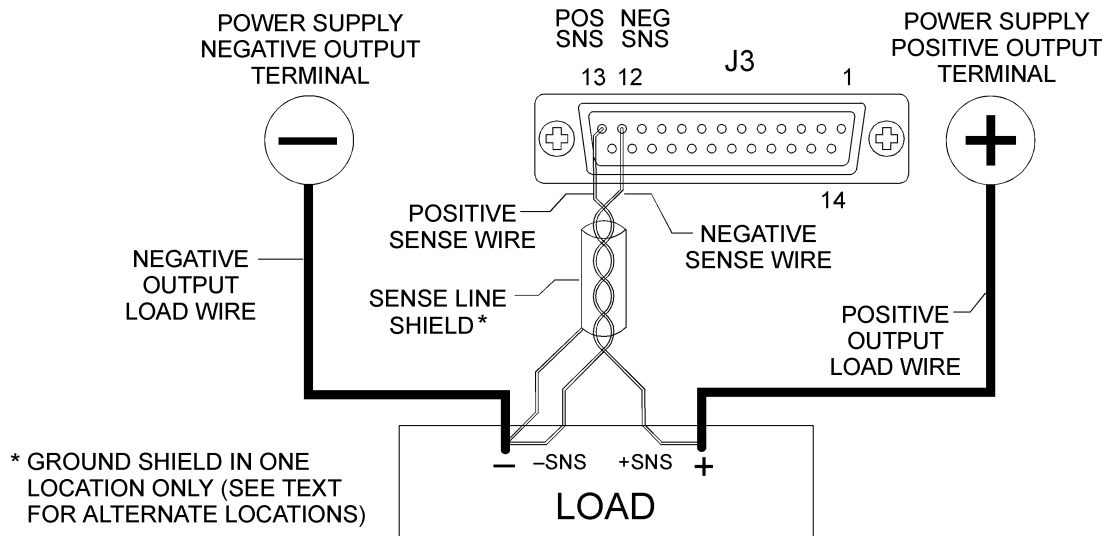 POWER SUPPLY
NEGATIVE OUTPUT
TERMINAL
POS NEG
SNS SNS
J3
13 12
1
POWER SUPPLY
POSITIVE OUTPUT
TERMINAL
14
POSITIVE
SENSE WIRE
NEGATIVE
SENSE WIRE
NEGATIVE
OUTPUT
LOAD WIRE
SENSE LINE
SHIELD*
POSITIVE
OUTPUT
LOAD WIRE
− –SNS +SNS +
LOAD
* GROUND SHIELD IN ONE
LOCATION ONLY (SEE TEXT
FOR ALTERNATE LOCATIONS)